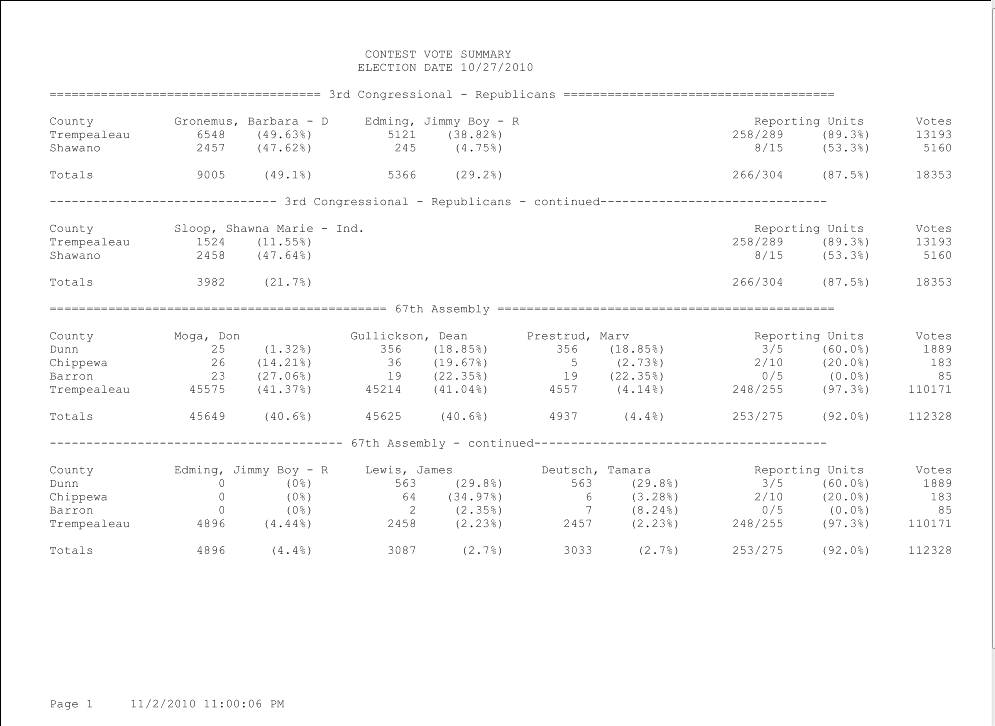 CONTEST VOTE SUMMARY
ELECTION DATE 10/27/2010
===================================== 3rd Congressional - Republicans =====================================
County Gronemus, Barbara - D Edming, Jimmy Boy - R Reporting Units Votes
Trempealeau 6548 (49.63%) 5121 (38.82%) 258/289 (89.3%) 13193
Shawano 2457 (47.62%) 245 (4.75%) 8/15 (53.3%) 5160
Totals 9005 (49.1%) 5366 (29.2%) 266/304 (87.5%) 18353
------------------------------- 3rd Congressional - Republicans - continued-------------------------------
County Sloop, Shawna Marie - Ind. Reporting Units Votes
Trempealeau 1524 (11.55%) 258/289 (89.3%) 13193
Shawano 2458 (47.64%) 8/15 (53.3%) 5160
Totals 3982 (21.7%) 266/304 (87.5%) 18353
============================================== 67th Assembly ==============================================
County Moga, Don Gullickson, Dean Prestrud, Marv Reporting Units Votes
Dunn 25 (1.32%) 356 (18.85%) 356 (18.85%) 3/5 (60.0%) 1889
Chippewa 26 (14.21%) 36 (19.67%) 5 (2.73%) 2/10 (20.0%) 183
Barron 23 (27.06%) 19 (22.35%) 19 (22.35%) 0/5 (0.0%) 85
Trempealeau 45575 (41.37%) 45214 (41.04%) 4557 (4.14%) 248/255 (97.3%) 110171
Totals 45649 (40.6%) 45625 (40.6%) 4937 (4.4%) 253/275 (92.0%) 112328
---------------------------------------- 67th Assembly - continued----------------------------------------
County Edming, Jimmy Boy - R Lewis, James Deutsch, Tamara Reporting Units Votes
Dunn 0 (0%) 563 (29.8%) 563 (29.8%) 3/5 (60.0%) 1889
Chippewa 0 (0%) 64 (34.97%) 6 (3.28%) 2/10 (20.0%) 183
Barron 0 (0%) 2 (2.35%) 7 (8.24%) 0/5 (0.0%) 85
Trempealeau 4896 (4.44%) 2458 (2.23%) 2457 (2.23%) 248/255 (97.3%) 110171
Totals 4896 (4.4%) 3087 (2.7%) 3033 (2.7%) 253/275 (92.0%) 112328
Page 1 11/2/2010 11:00:06 PM